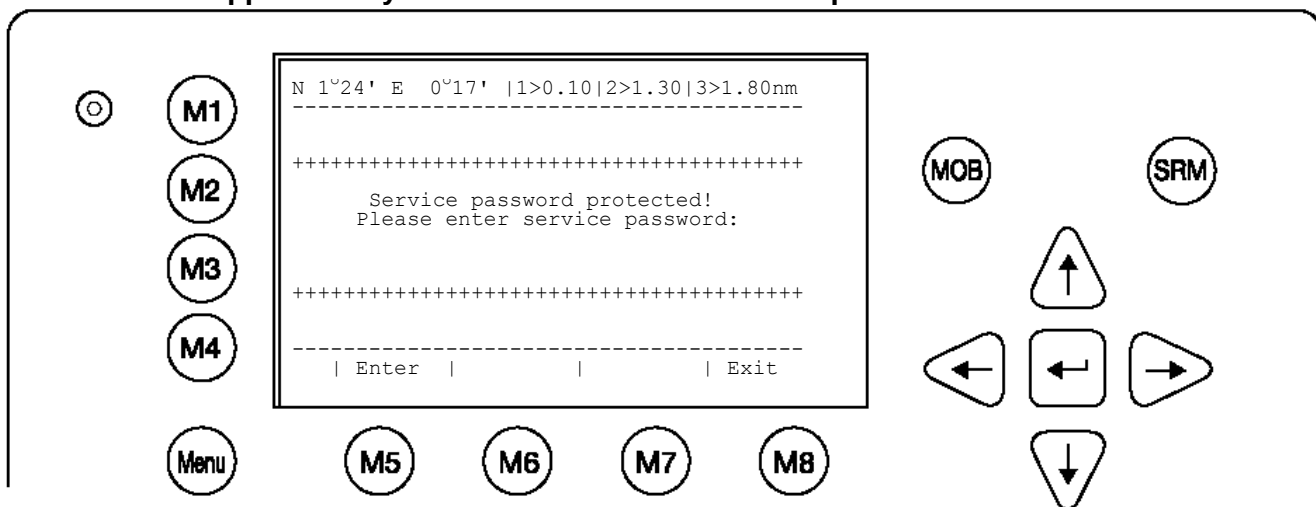 N 1°24' E  0°17' |1>0.10|2>1.30|3>1.80nm
----------------------------------------
++++++++++++++++++++++++++++++++++++++++
Service password protected!
Please enter service password:
++++++++++++++++++++++++++++++++++++++++
----------------------------------------
| Enter  |         |         | Exit
M1
M2
M3
M4
Menu
M5
M6
M7
M8
MOB
SRM